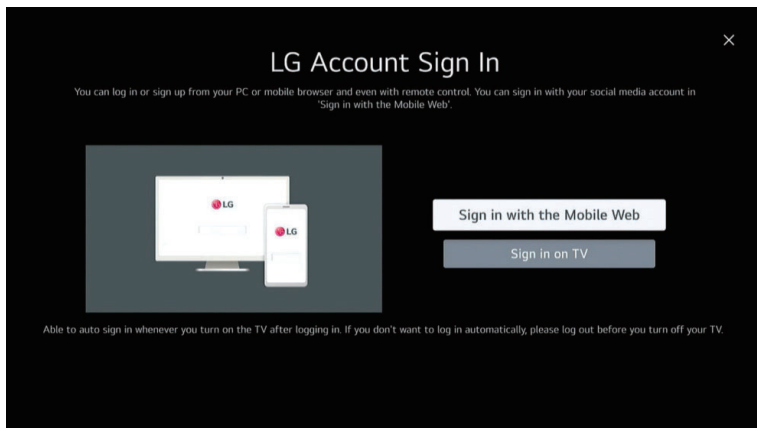 LG Account Sign In
You can log in or sign up from your PC or mobile browser and even with remote control. You can sign in with your social media account in
'Sign in with the Mobile Web'.
LG
LG
Sign in with the Mobile Web
Sign in on TV
Able to auto sign in whenever you turn on the TV after logging in. If you don't want to log in automatically, please log out before you turn off your TV.